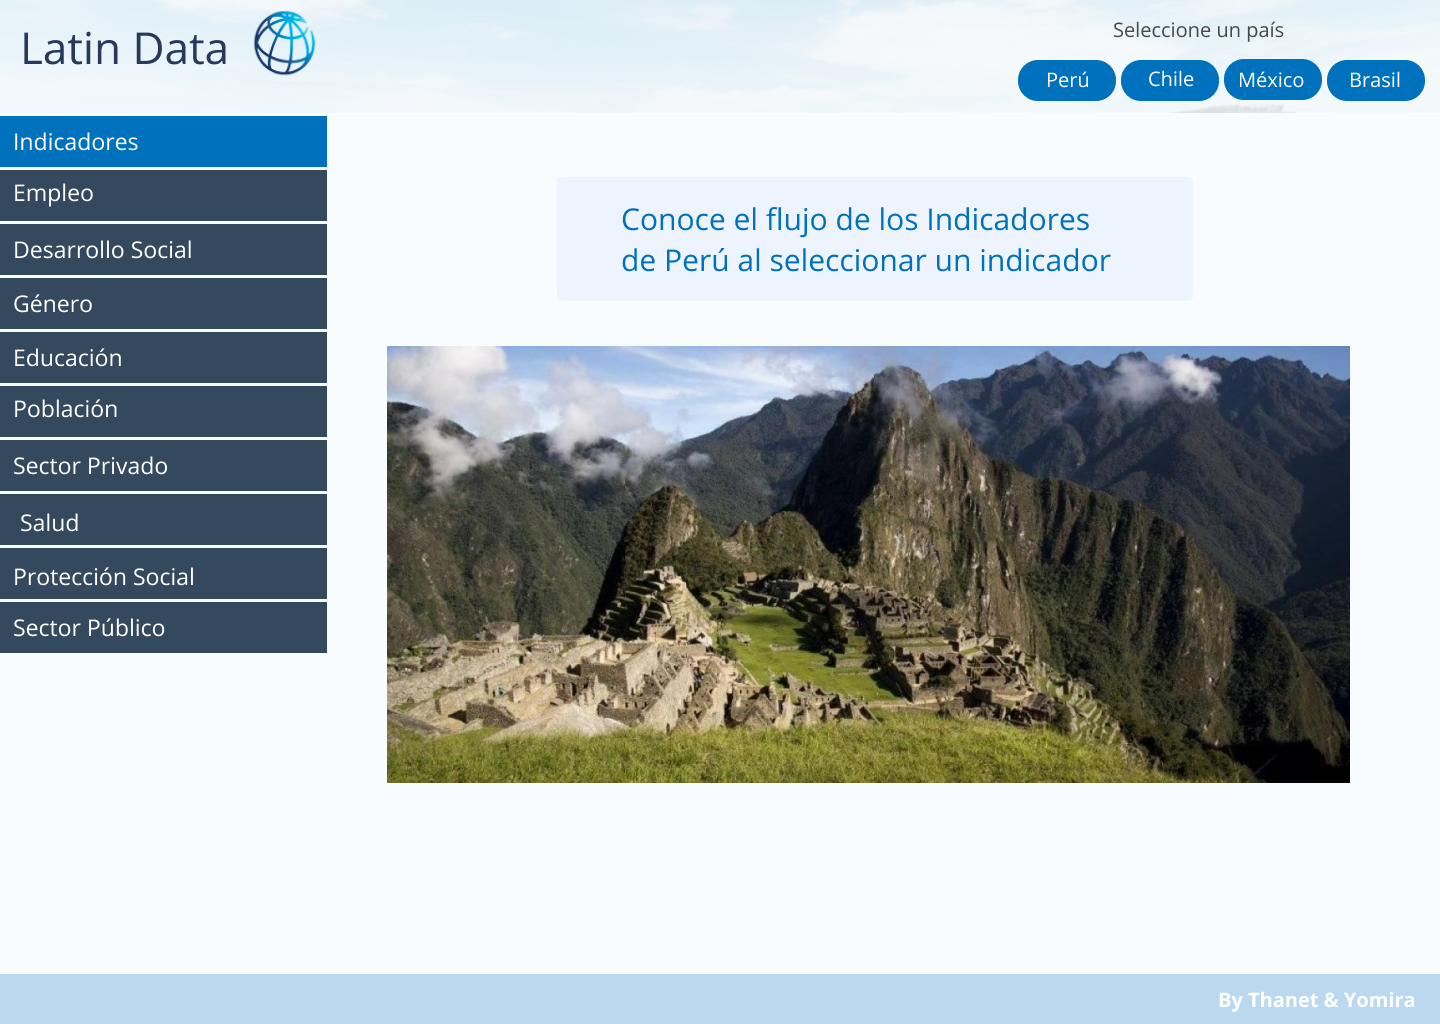 Latin Data
Seleccione un país
Perú
Chile
México
Brasil
Indicadores
Empleo
Desarrollo Social
Género
Educación
Población
Sector Privado
Salud
Protección Social
Sector Público
Conoce el flujo de los Indicadores
de Perú al seleccionar un indicador
By Thanet & Yomira